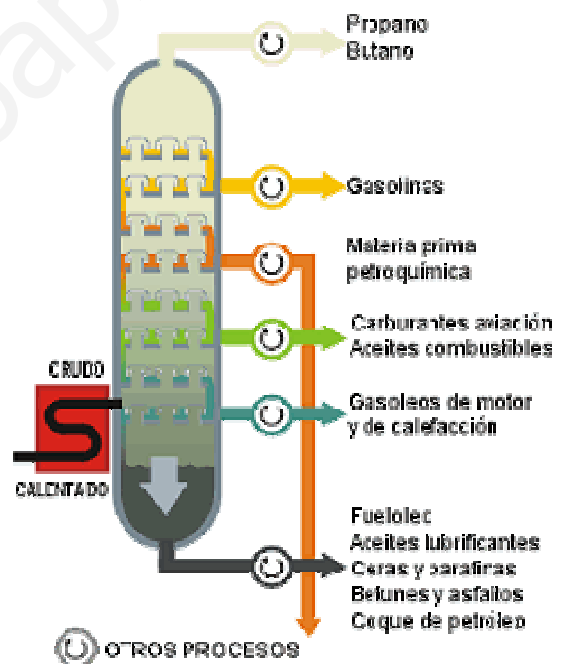 Propano
Butano
Gasolinas
Materia prima
petroquímica
Carburantes aviación
Aceites combustibles
CRUDO
CALENTADO
Gasoleos de motor
y de calefacción
Fueloleo
Aceites lubrificantes
Ceras y parafinas
Betunes y asfaltos
Coque de petróleo
OTROS PROCESOS